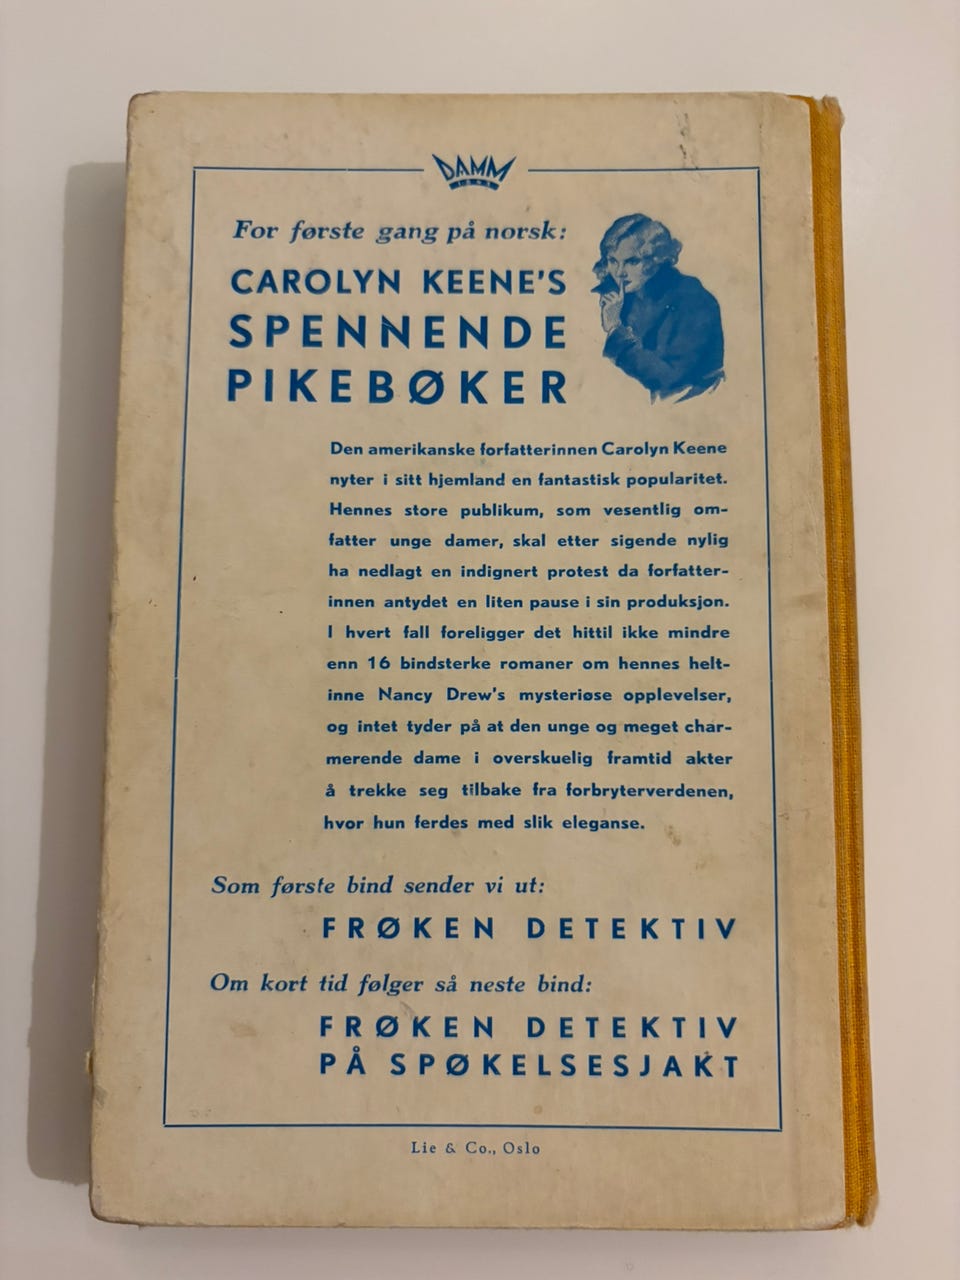 DAMM
1843
For første gang på norsk:
CAROLYN KEENE'S
SPENNENDE
PIKEBØKER
Den amerikanske forfatterinnen Carolyn Keene
nyter i sitt hjemland en fantastisk popularitet.
Hennes store publikum, som vesentlig om-
fatter unge damer, skal etter sigende nylig
ha nedlagt en indignert protest da forfatter-
innen antydet en liten pause i sin produksjon.
I hvert fall foreligger det hittil ikke mindre
enn 16 bindsterke romaner om hennes helt-
inne Nancy Drew's mysteriøse opplevelser,
og intet tyder på at den unge og meget char-
merende dame i overskuelig framtid akter
å trekke seg tilbake fra forbryterverdenen,
hvor hun ferdes med slik eleganse.
Som første bind sender vi ut:
FRØKEN DETEKTIV
Om kort tid følger så neste bind:
FRØKEN DETEKTIV
PÅ SPØKELSESJAKT
Lie & Co., Oslo